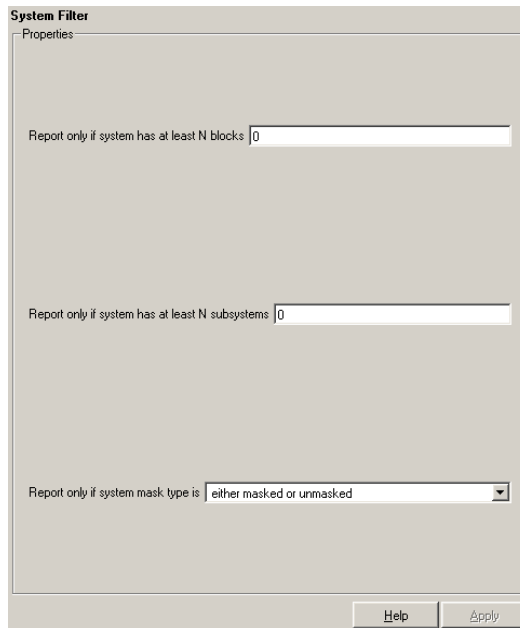 System Filter
Properties
Report only if system has at least N blocks 0
Report only if system has at least N subsystems 0
Report only if system mask type is either masked or unmasked
Help Apply